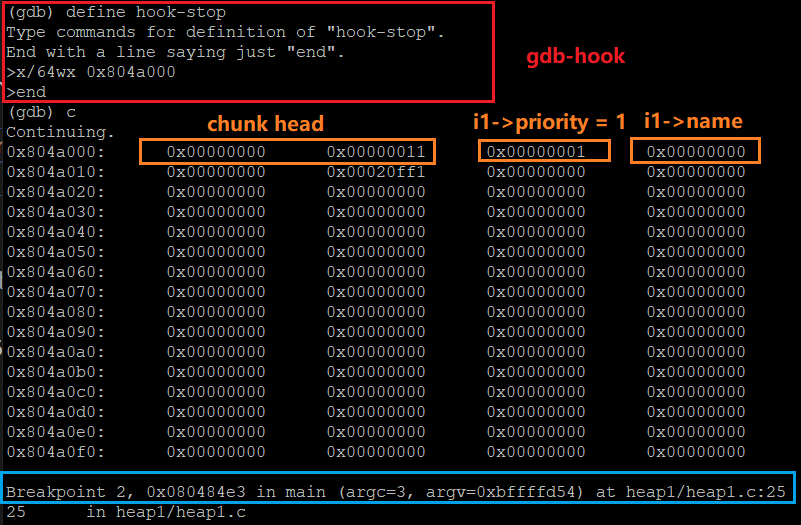 (gdb) define hook-stop
Type commands for definition of "hook-stop".
End with a line saying just "end".
>x/64wx 0x804a000
>end
gdb-hook
(gdb) c
Continuing.
chunk head
i1->priority = 1
i1->name
0x804a000: 0x00000000 0x00000011 0x00000001 0x00000000
0x804a010: 0x00000000 0x00020ff1 0x00000000 0x00000000
0x804a020: 0x00000000 0x00000000 0x00000000 0x00000000
0x804a030: 0x00000000 0x00000000 0x00000000 0x00000000
0x804a040: 0x00000000 0x00000000 0x00000000 0x00000000
0x804a050: 0x00000000 0x00000000 0x00000000 0x00000000
0x804a060: 0x00000000 0x00000000 0x00000000 0x00000000
0x804a070: 0x00000000 0x00000000 0x00000000 0x00000000
0x804a080: 0x00000000 0x00000000 0x00000000 0x00000000
0x804a090: 0x00000000 0x00000000 0x00000000 0x00000000
0x804a0a0: 0x00000000 0x00000000 0x00000000 0x00000000
0x804a0b0: 0x00000000 0x00000000 0x00000000 0x00000000
0x804a0c0: 0x00000000 0x00000000 0x00000000 0x00000000
0x804a0d0: 0x00000000 0x00000000 0x00000000 0x00000000
0x804a0e0: 0x00000000 0x00000000 0x00000000 0x00000000
0x804a0f0: 0x00000000 0x00000000 0x00000000 0x00000000
Breakpoint 2, 0x080484e3 in main (argc=3, argv=0xbffffd54) at heap1/heap1.c:25
25 in heap1/heap1.c